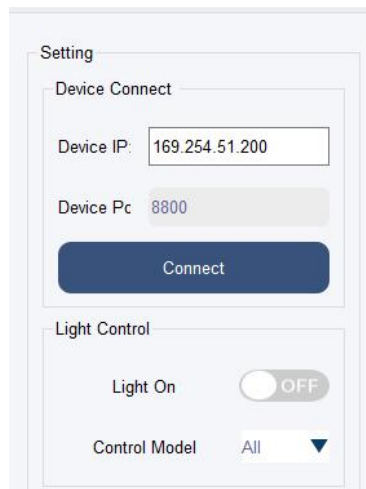 Setting
Device Connect
Device IP: 169.254.51.200
Device Pc 8800
Connect
Light Control
Light On OFF
Control Model All